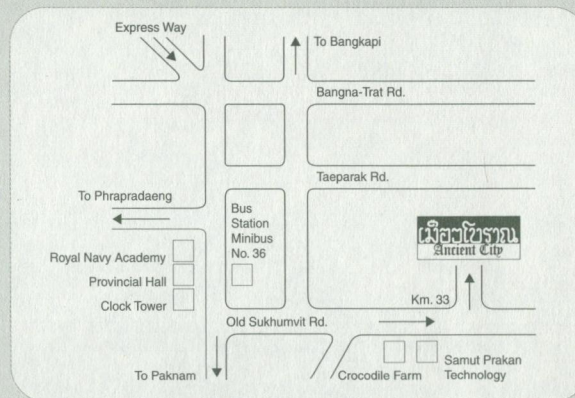 Express Way
To Bangkapi
Bangna-Trat Rd.
Taeparak Rd.
To Phrapradaeng
Bus
Station
Minibus
No. 36
Royal Navy Academy
Provincial Hall
Clock Tower
เมืองโบราณ
Ancient City
Km. 33
Old Sukhumvit Rd.
To Paknam
Crocodile Farm
Samut Prakan
Technology